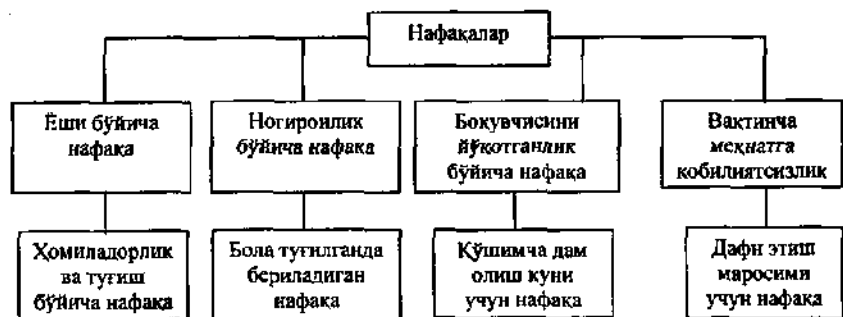 Нафақалар
Ёши бўйича
нафақа
Ногиронлик
бўйича нафақа
Боқувчисини
йўқотганлик
бўйича нафақа
Вақтинча
меҳнатга
кобилиятсизлик
Ҳомиладорлик
ва туғиш
бўйича нафақа
Бола туғилганда
бериладиган
нафақа
Қўшимча дам
олиш куни
учун нафақа
Дафн этиш
маросими
учун нафақа